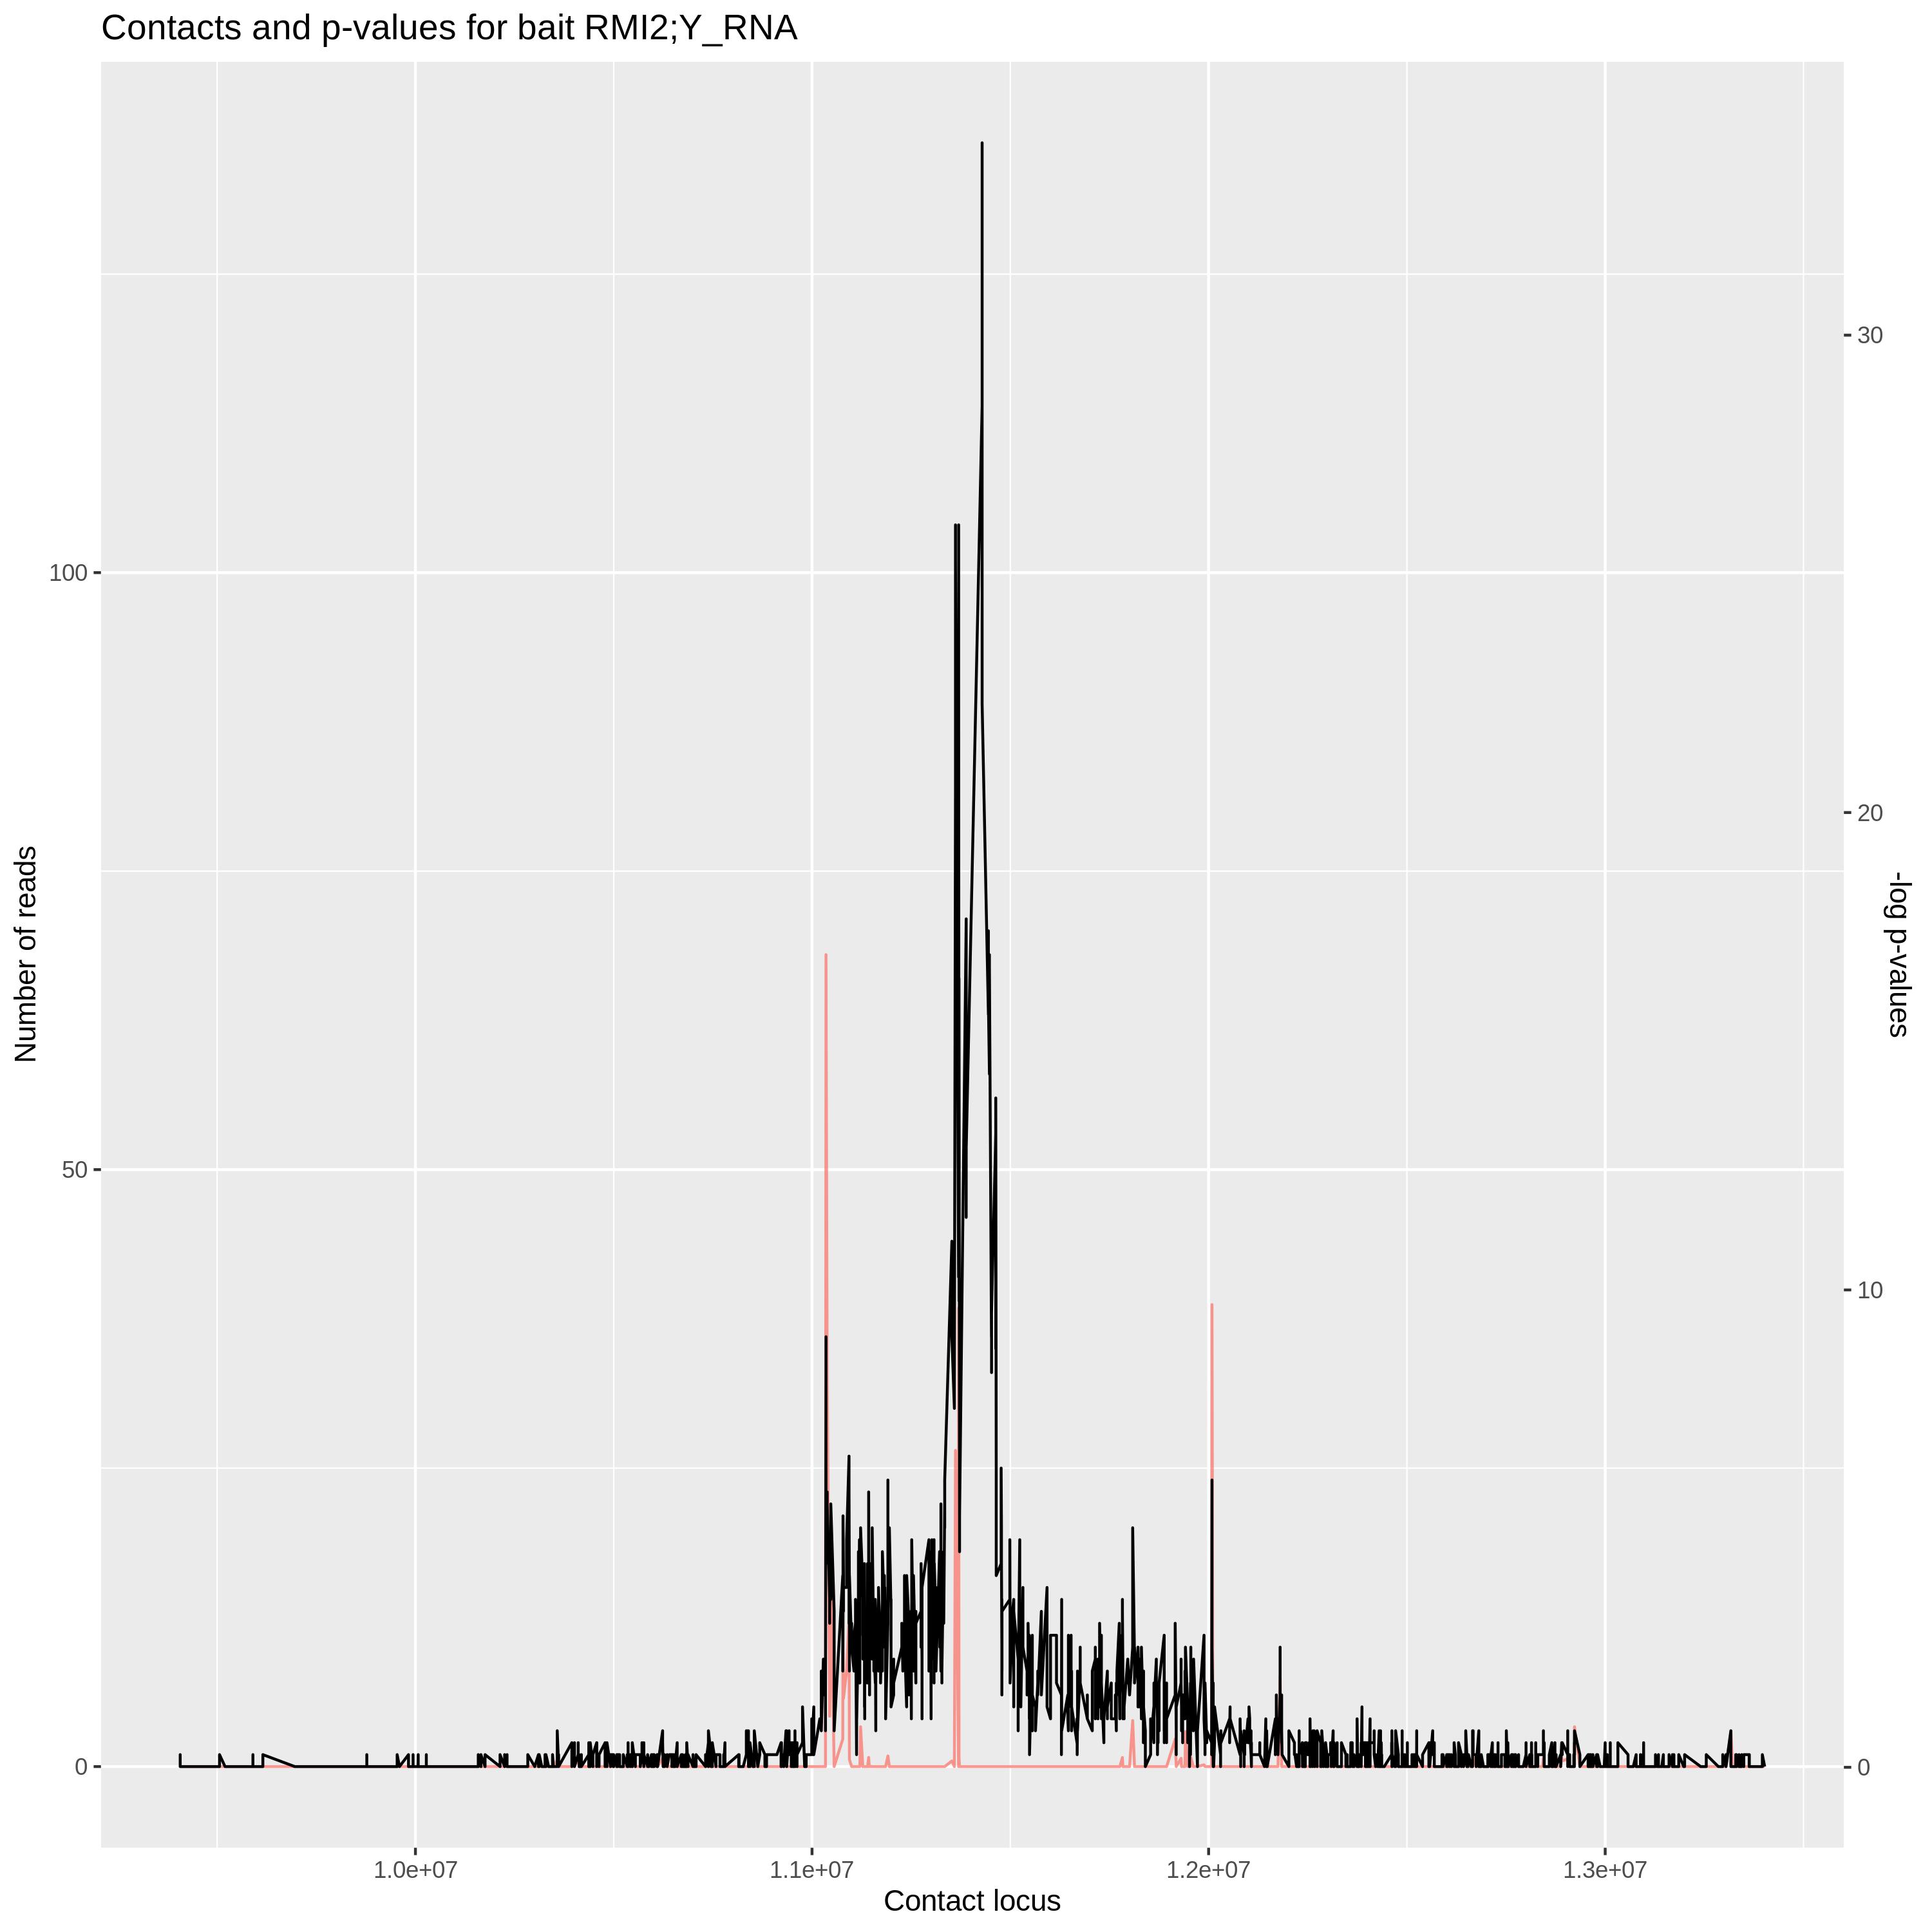 Contacts and p-values for bait RMI2;Y_RNA
Number of reads
100
50
0
30
20
10
0
-log p-values
1.0e+07 1.1e+07 1.2e+07 1.3e+07
Contact locus